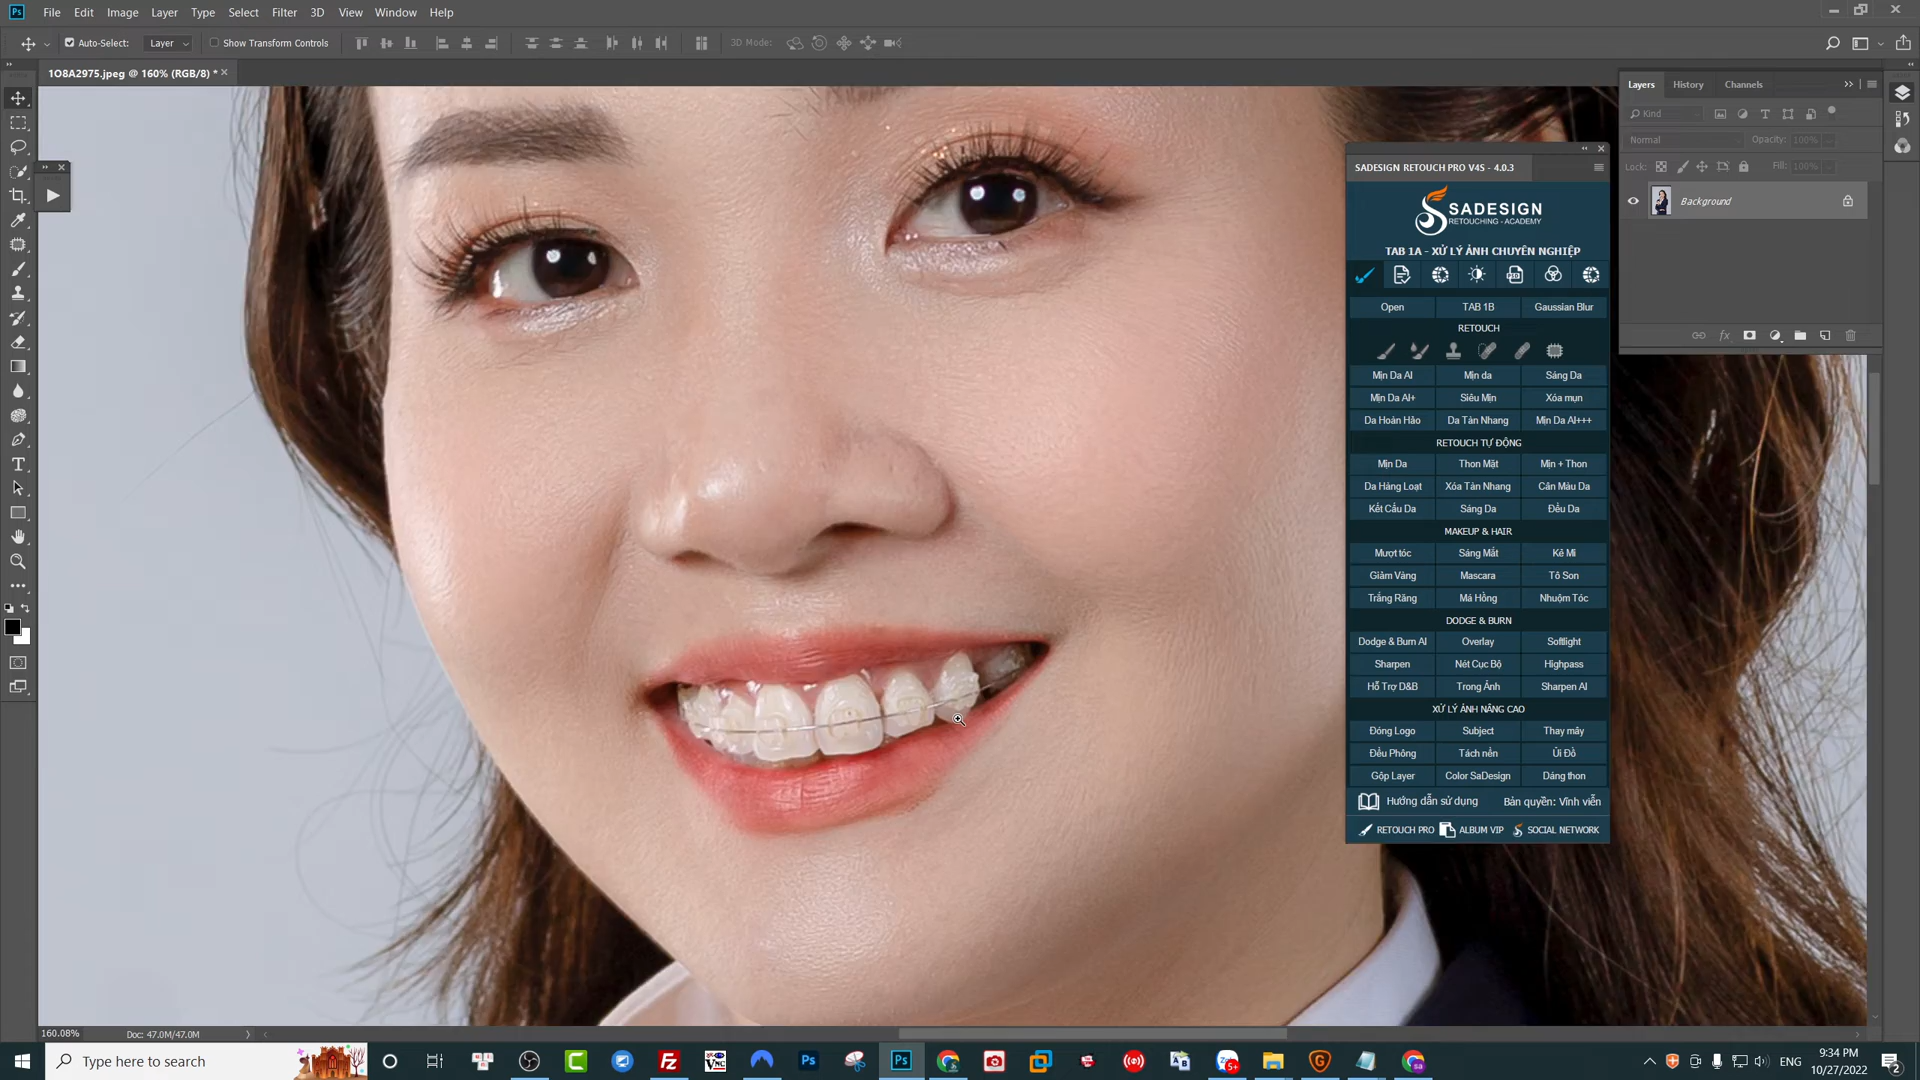 File Edit Image Layer Type Select Filter 3D View Window Help
Auto-Select: Layer Show Transform Controls 3D Mode:
1O8A2975.jpeg @ 160% (RGB/8) *
Layers History Channels
Kind
Normal Opacity: 100%
Lock: Fill: 100%
Background
SADESIGN RETOUCH PRO V4S - 4.0.3
SADESIGN
RETOUCHING - ACADEMY
TAB 1A - XỬ LÝ ẢNH CHUYÊN NGHIỆP
Open TAB 1B Gaussian Blur
RETOUCH
Mịn Da AI Mịn da Sáng Da
Mịn Da AI+ Siêu Mịn Xóa mụn
Da Hoàn Hảo Da Tàn Nhang Mịn Da AI+++
RETOUCH TỰ ĐỘNG
Mịn Da Thon Mặt Mịn + Thon
Da Hàng Loạt Xóa Tàn Nhang Cân Màu Da
Kết Cấu Da Sáng Da Đều Da
MAKEUP & HAIR
Mượt tóc Sáng Mắt Kẻ Mi
Giảm Vàng Mascara Tô Son
Trắng Răng Má Hồng Nhuộm Tóc
DODGE & BURN
Dodge & Burn AI Overlay Softlight
Sharpen Nét Cục Bộ Highpass
Hỗ Trợ D&B Trong Ảnh Sharpen AI
XỬ LÝ ẢNH NÂNG CAO
Đóng Logo Subject Thay mây
Đều Phông Tách nền Ủi Đồ
Gộp Layer Color SaDesign Dáng thon
Hướng dẫn sử dụng Bản quyền: Vĩnh viễn
RETOUCH PRO ALBUM VIP SOCIAL NETWORK
160.08% Doc: 47.0M/47.0M
Type here to search ENG 9:34 PM
10/27/2022